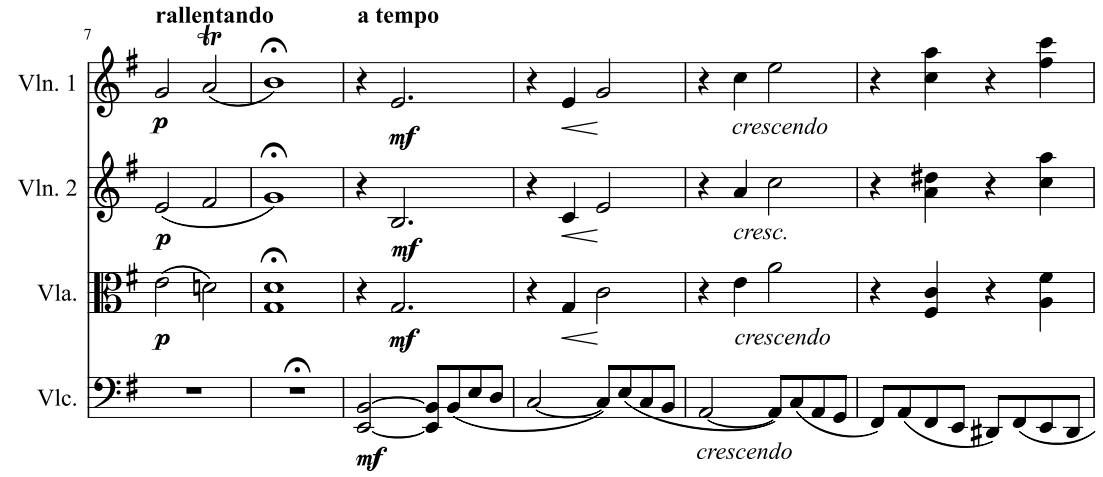 rallentando a tempo
7
tr
Vln. 1
p mf crescendo
Vln. 2
p mf cresc.
Vla.
p mf crescendo
Vlc.
mf crescendo